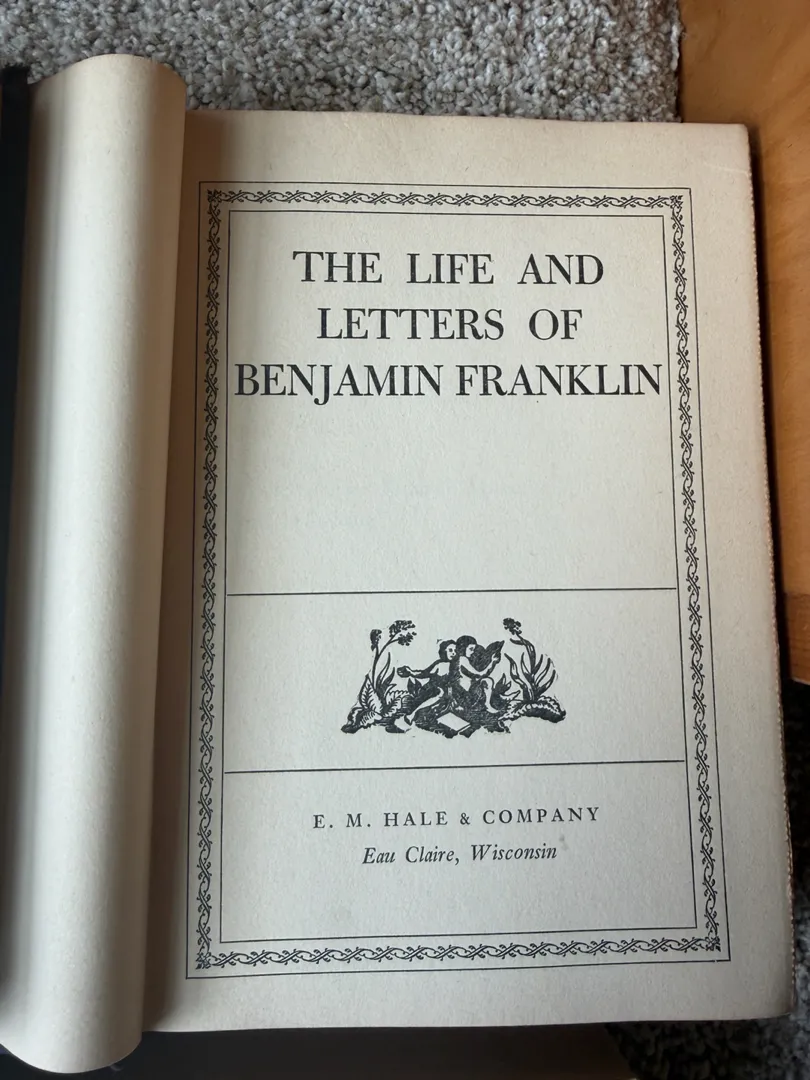 THE LIFE AND
LETTERS OF
BENJAMIN FRANKLIN
E. M. HALE & COMPANY
Eau Claire, Wisconsin